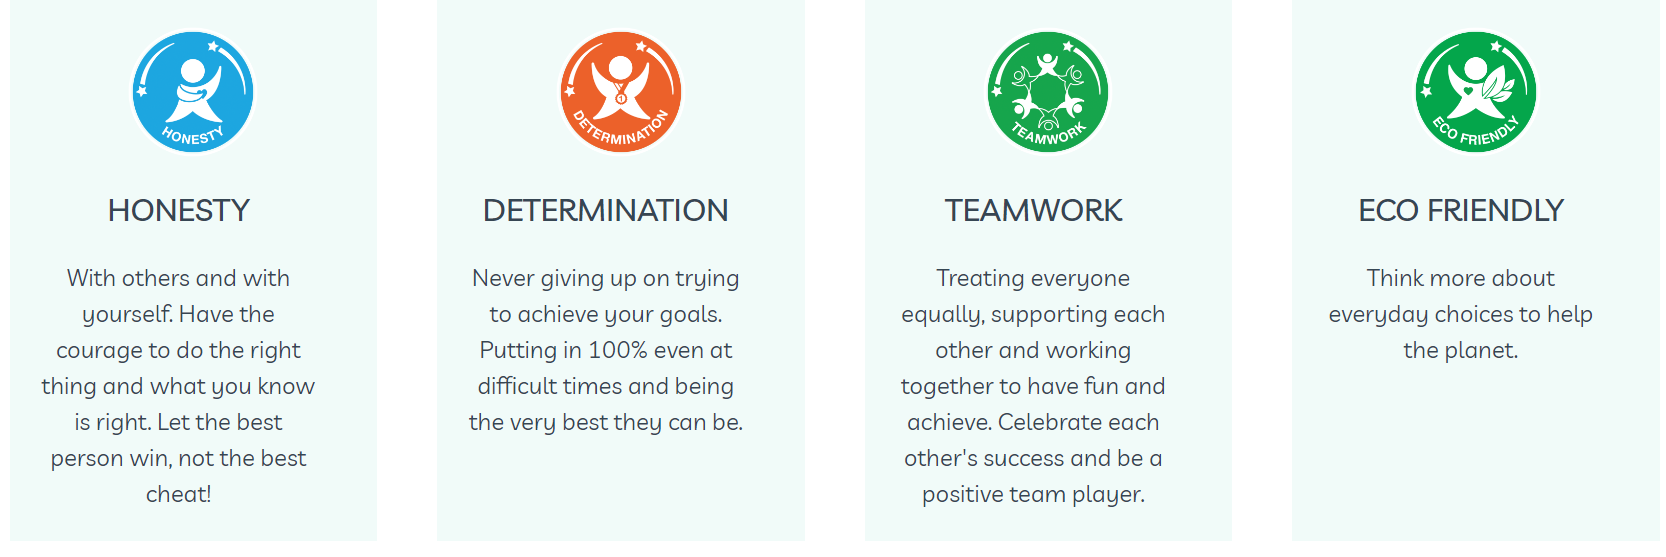 HONESTY
HONESTY
With others and with
yourself. Have the
courage to do the right
thing and what you know
is right. Let the best
person win, not the best
cheat!
DETERMINATION
1
DETERMINATION
Never giving up on trying
to achieve your goals.
Putting in 100% even at
difficult times and being
the very best they can be.
TEAMWORK
TEAMWORK
Treating everyone
equally, supporting each
other and working
together to have fun and
achieve. Celebrate each
other's success and be a
positive team player.
ECO FRIENDLY
ECO FRIENDLY
Think more about
everyday choices to help
the planet.